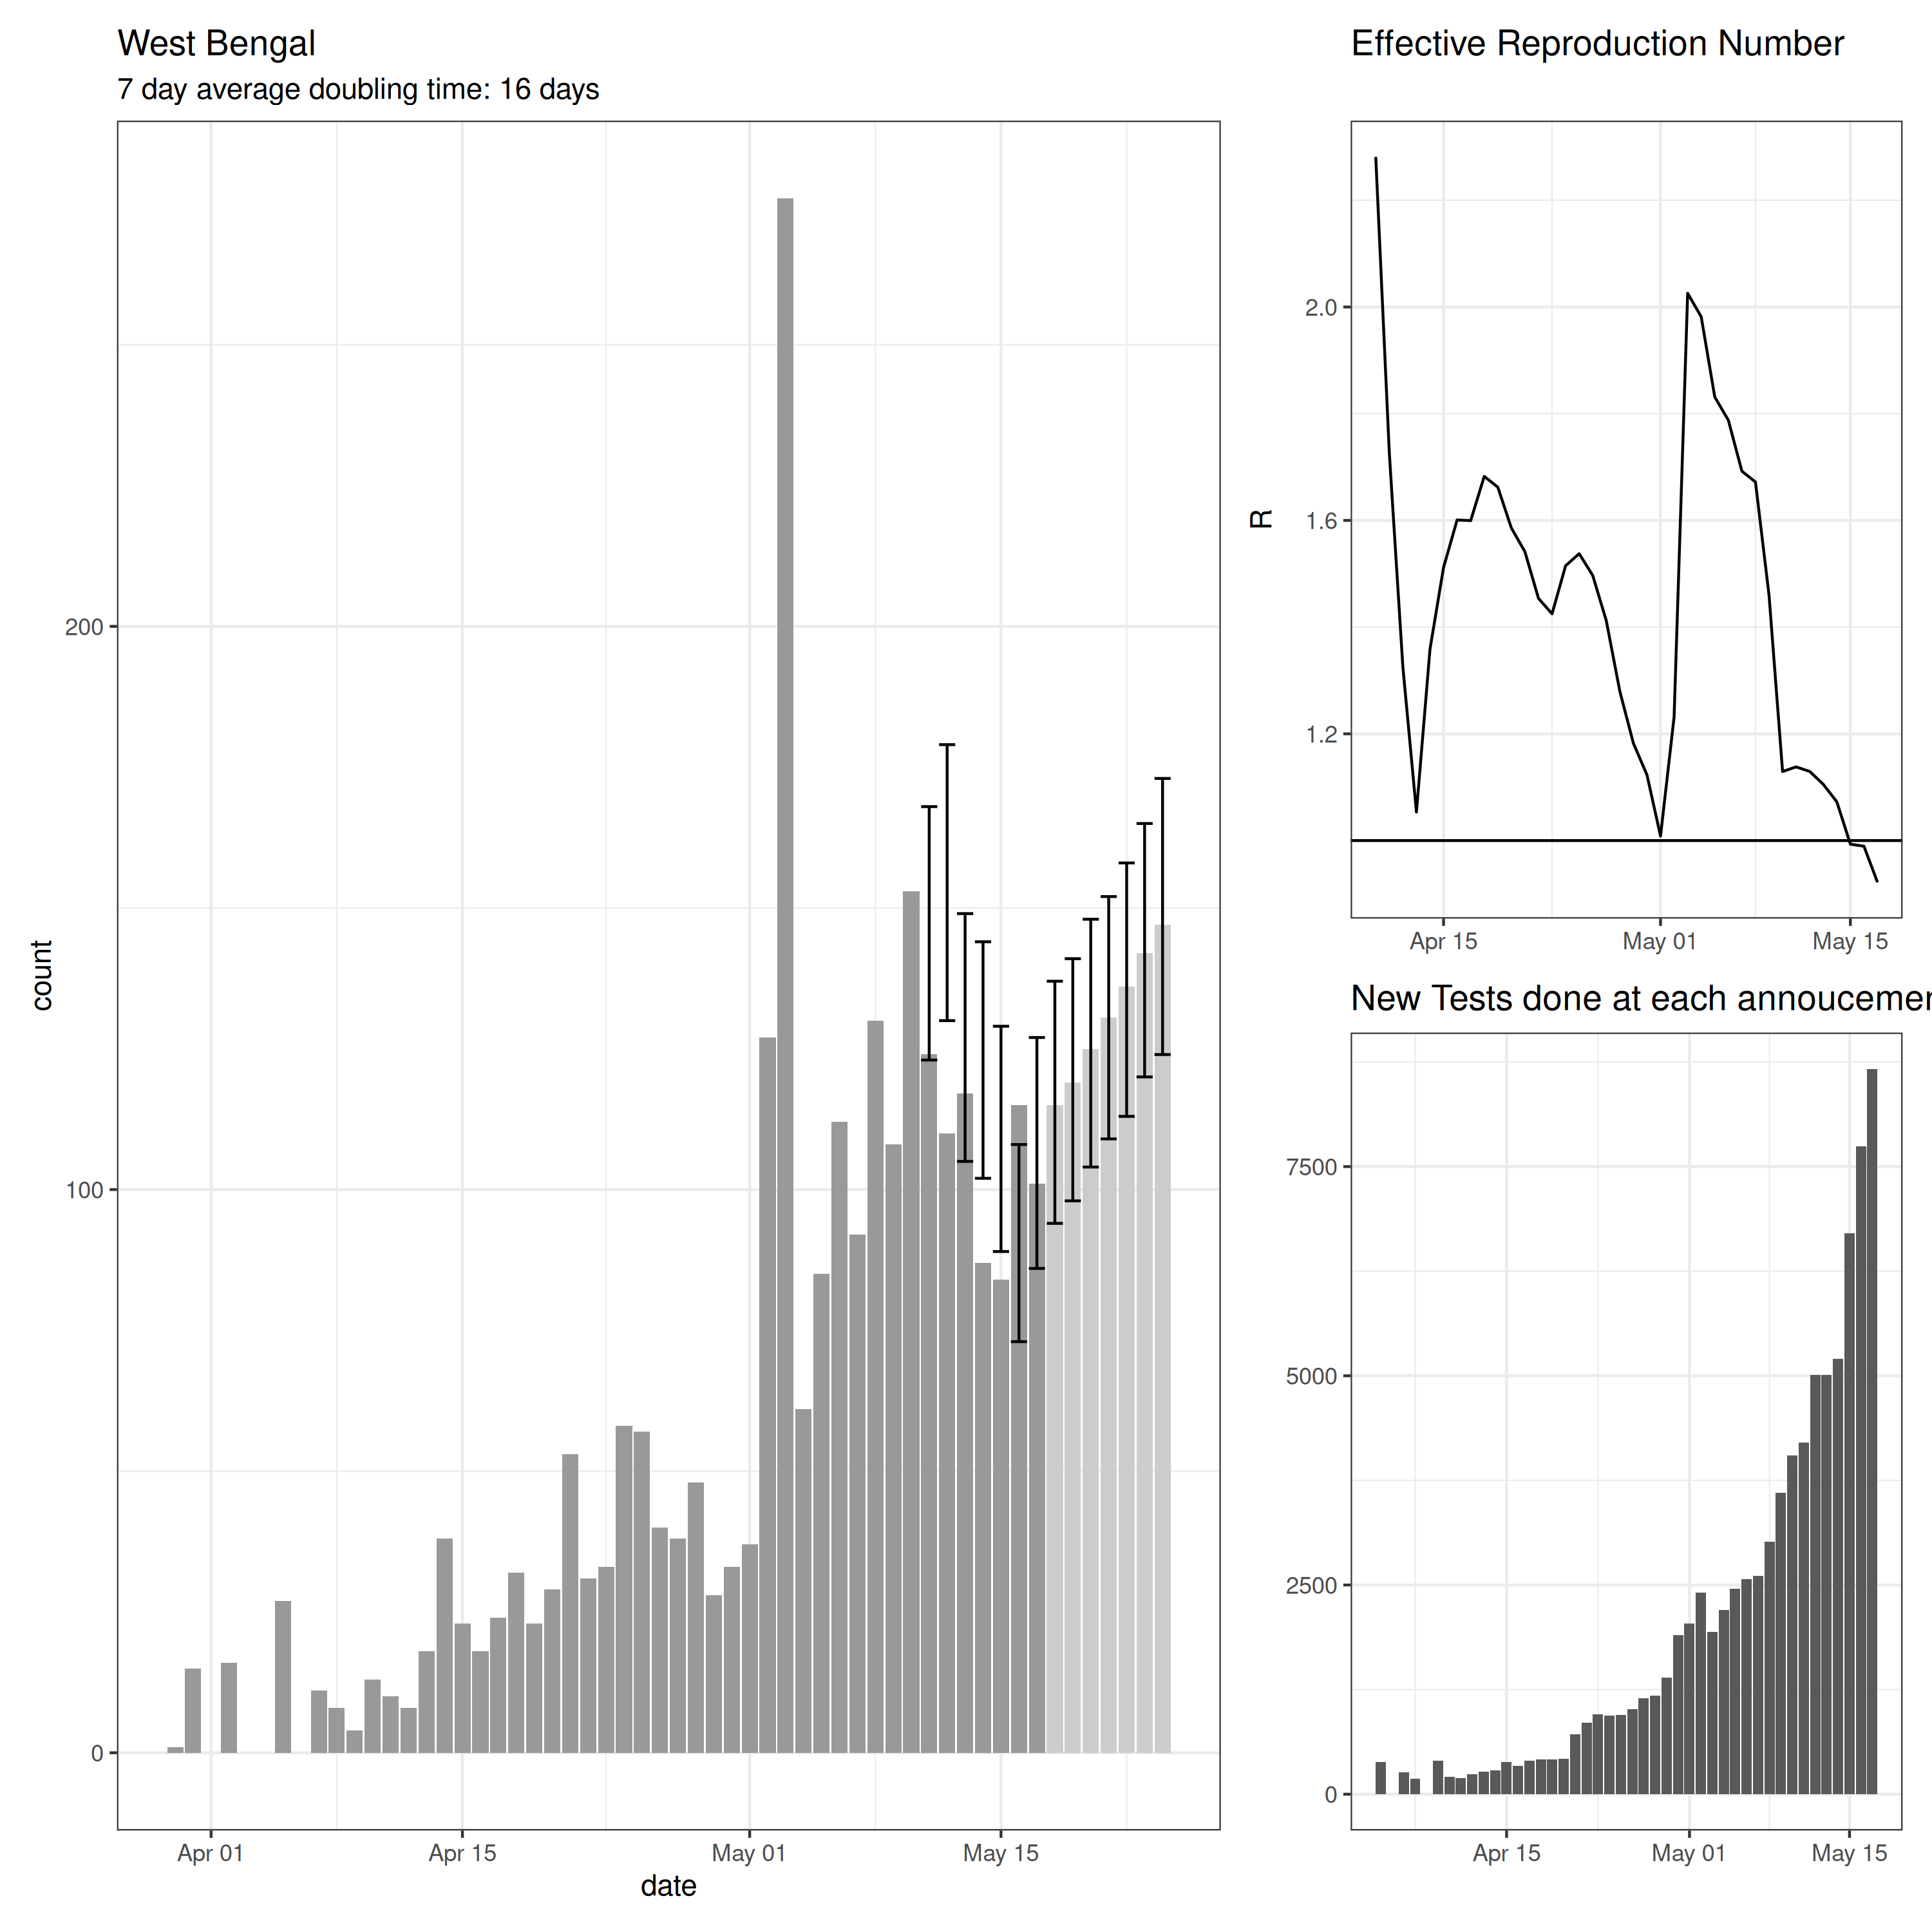 West Bengal
7 day average doubling time: 16 days
count
200
100
0
Apr 01
Apr 15
May 01
May 15
date
Effective Reproduction Number
R
2.0
1.6
1.2
Apr 15
May 01
May 15
New Tests done at each annoucemen
7500
5000
2500
0
Apr 15
May 01
May 15